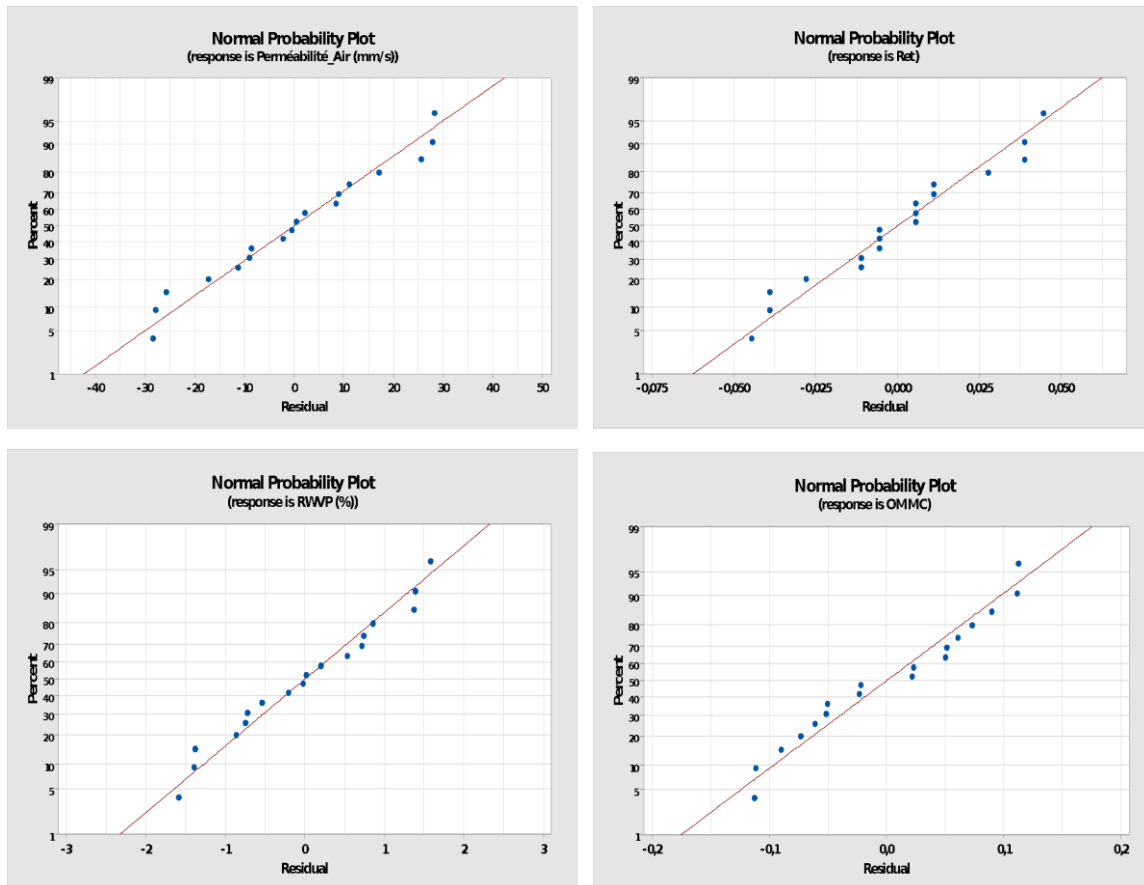 Normal Probability Plot
(response is Perméabilité_Air (mm/s))
99
95
90
80
70
60
50
40
30
20
10
5
1
Percent
-40 -30 -20 -10 0 10 20 30 40 50
Residual
Normal Probability Plot
(response is Ret)
99
95
90
80
70
60
50
40
30
20
10
5
1
Percent
-0,075 -0,050 -0,025 0,000 0,025 0,050
Residual
Normal Probability Plot
(response is RWVP (%))
99
95
90
80
70
60
50
40
30
20
10
5
1
Percent
-3 -2 -1 0 1 2 3
Residual
Normal Probability Plot
(response is OMMC)
99
95
90
80
70
60
50
40
30
20
10
5
1
Percent
-0,2 -0,1 0,0 0,1 0,2
Residual